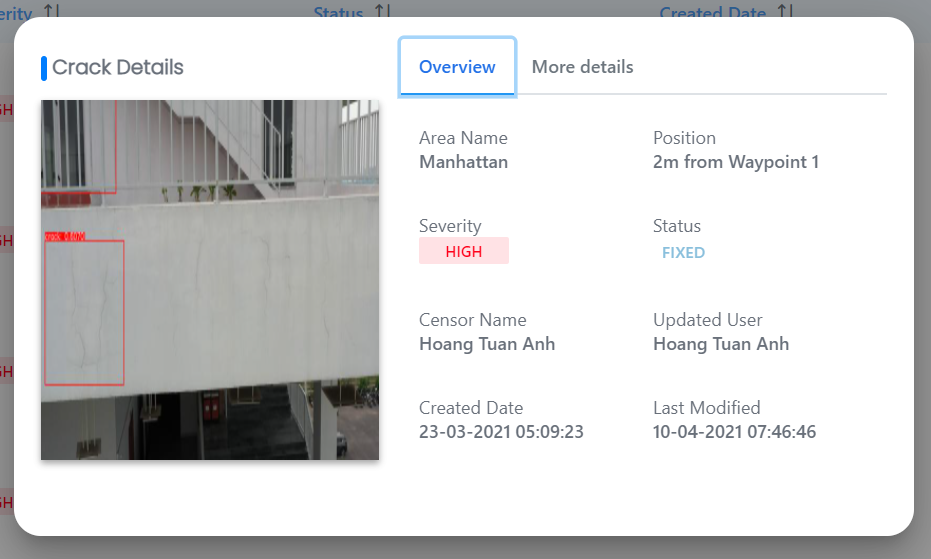 Status
Created Date
Crack Details
Overview
More details
Area Name
Manhattan
Position
2m from Waypoint 1
Severity
HIGH
Status
FIXED
Censor Name
Hoang Tuan Anh
Updated User
Hoang Tuan Anh
Created Date
23-03-2021 05:09:23
Last Modified
10-04-2021 07:46:46